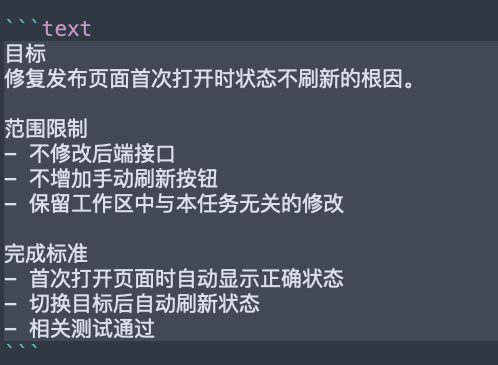 ```text
目标
修复发布页面首次打开时状态不刷新的根因。

范围限制
- 不修改后端接口
- 不增加手动刷新按钮
- 保留工作区中与本任务无关的修改

完成标准
- 首次打开页面时自动显示正确状态
- 切换目标后自动刷新状态
- 相关测试通过
```